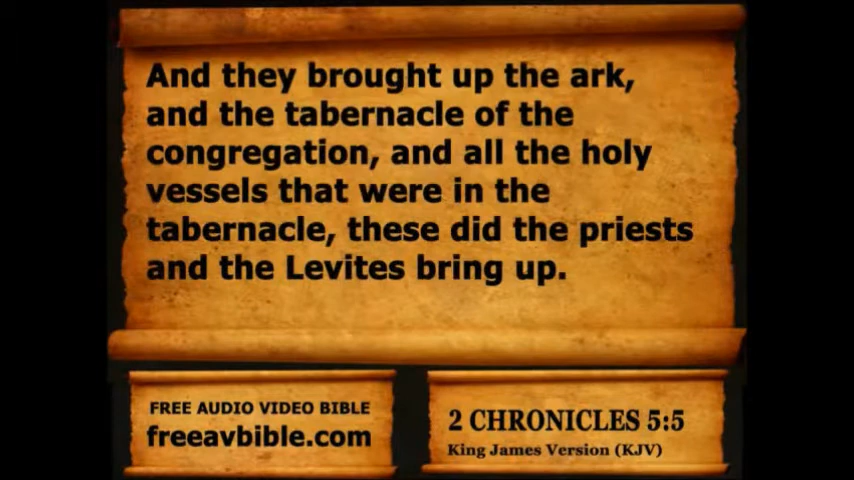 And they brought up the ark,
and the tabernacle of the
congregation, and all the holy
vessels that were in the
tabernacle, these did the priests
and the Levites bring up.
FREE AUDIO VIDEO BIBLE
freeavbible.com
2 CHRONICLES 5:5
King James Version (KJV)